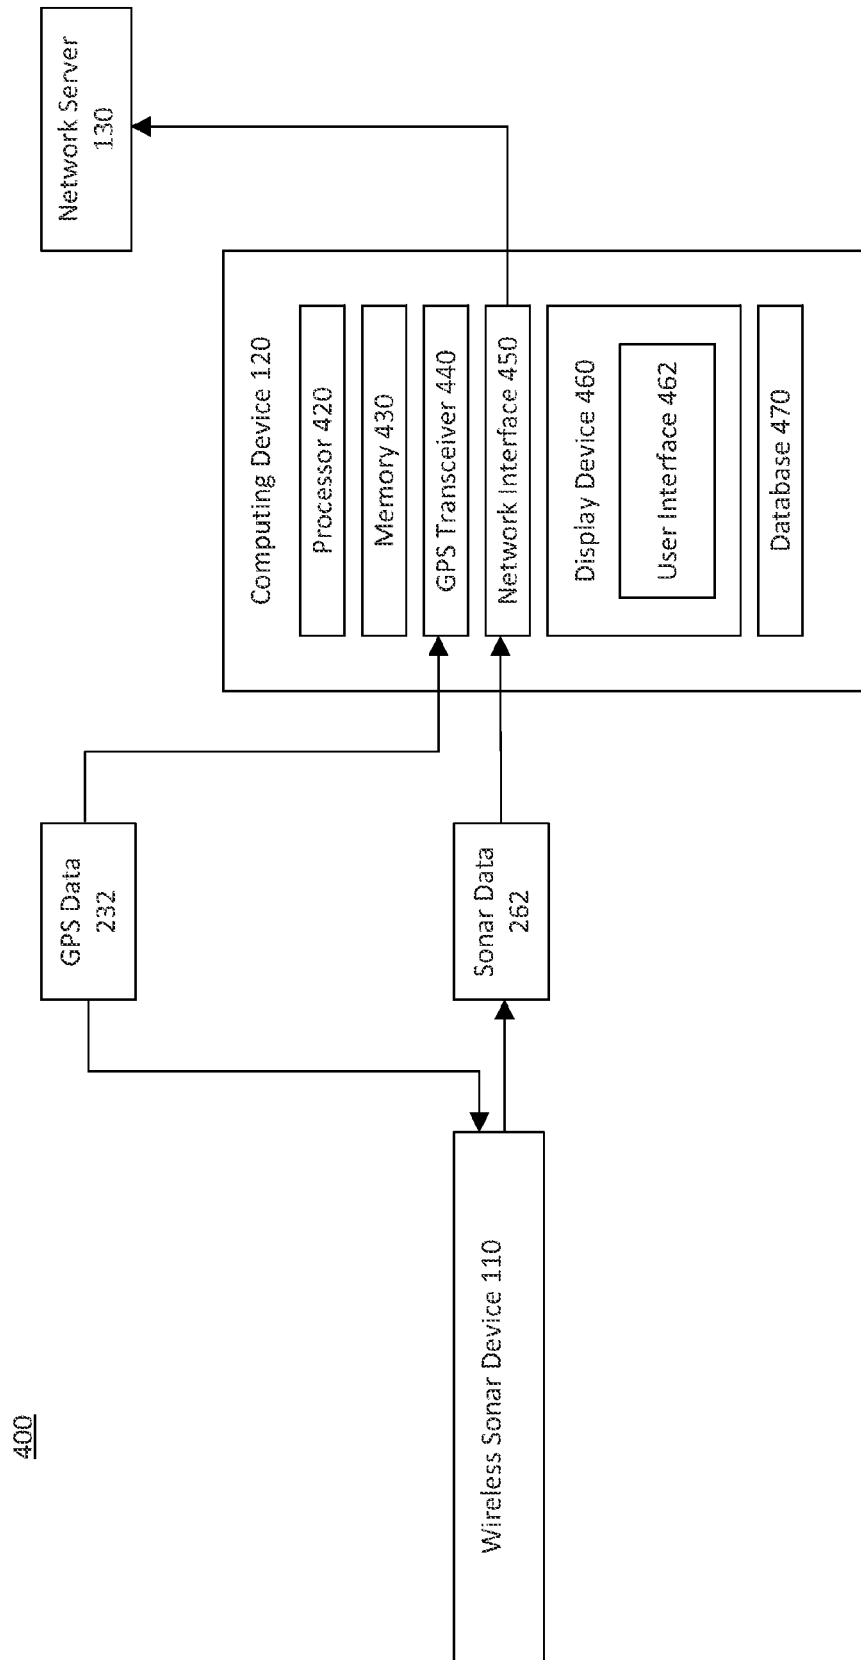 400
Wireless Sonar Device 110
GPS Data
232
Sonar Data
262
Computing Device 120
Processor 420
Memory 430
GPS Transceiver 440
Network Interface 450
Display Device 460
User Interface 462
Database 470
Network Server
130